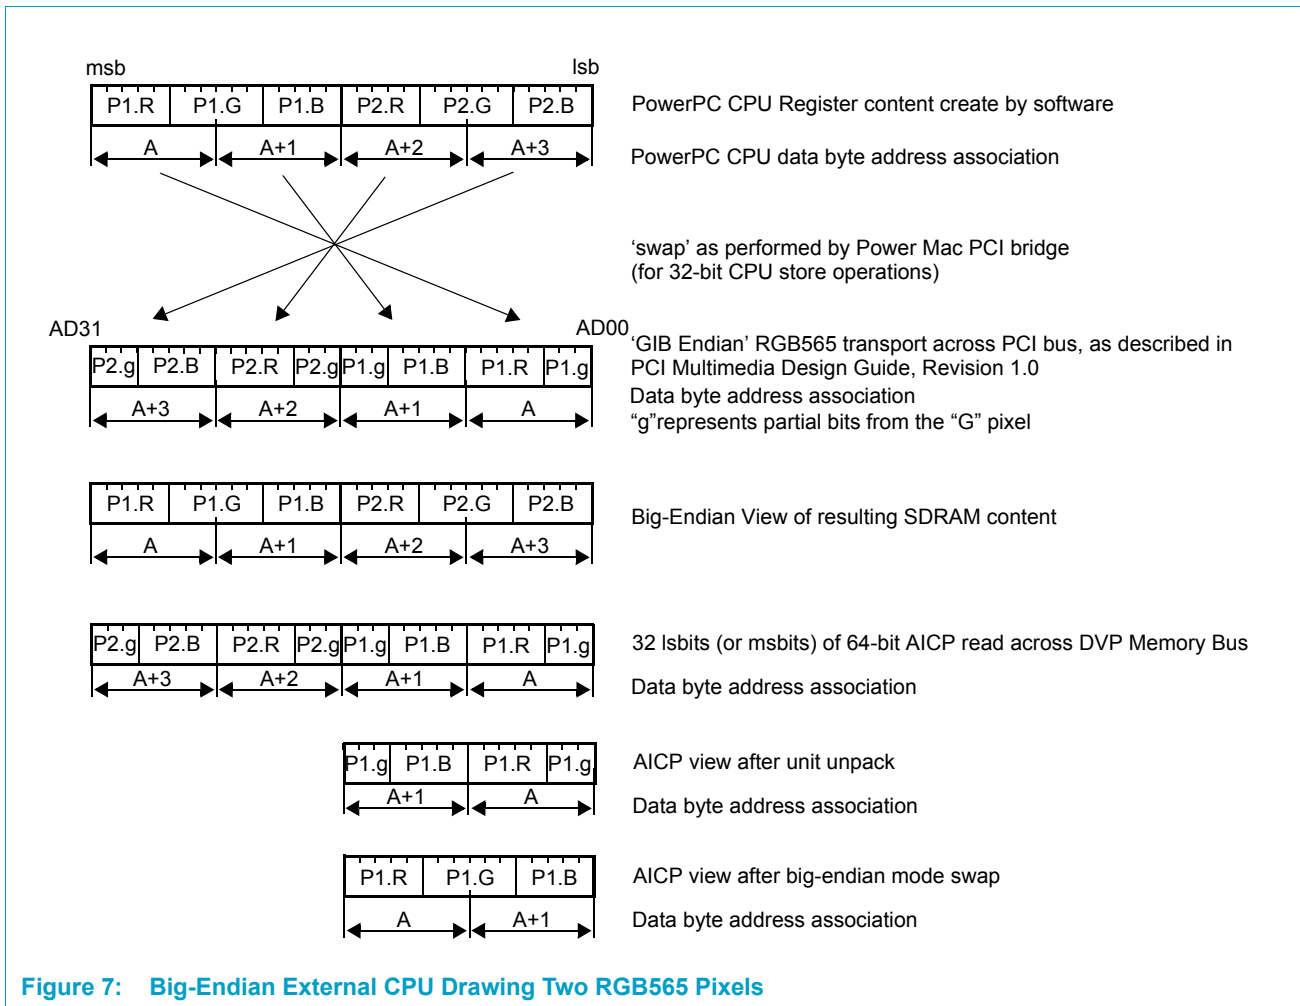 msb lsb
P1.R P1.G P1.B P2.R P2.G P2.B PowerPC CPU Register content create by software
A A+1 A+2 A+3 PowerPC CPU data byte address association
‘swap’ as performed by Power Mac PCI bridge
(for 32-bit CPU store operations)
AD31 AD00
P2.g P2.B P2.R P2.g P1.g P1.B P1.R P1.g ‘GIB Endian’ RGB565 transport across PCI bus, as described in
PCI Multimedia Design Guide, Revision 1.0
A+3 A+2 A+1 A Data byte address association
“g”represents partial bits from the “G” pixel
P1.R P1.G P1.B P2.R P2.G P2.B Big-Endian View of resulting SDRAM content
A A+1 A+2 A+3
P2.g P2.B P2.R P2.g P1.g P1.B P1.R P1.g 32 lsbits (or msbits) of 64-bit AICP read across DVP Memory Bus
A+3 A+2 A+1 A Data byte address association
P1.g P1.B P1.R P1.g AICP view after unit unpack
A+1 A Data byte address association
P1.R P1.G P1.B AICP view after big-endian mode swap
A A+1 Data byte address association
Figure 7: Big-Endian External CPU Drawing Two RGB565 Pixels